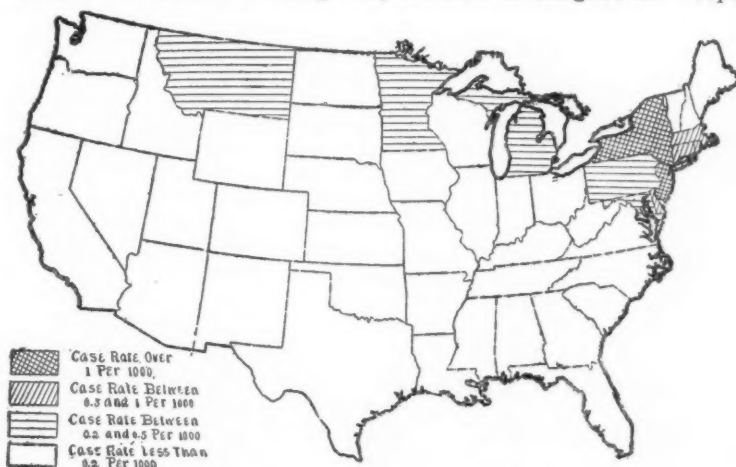 Case Rate Over
1 Per 1000.
Case Rate Between
0.5 and 1 Per 1000
Case Rate Between
0.2 and 0.5 Per 1000
Case Rate Less Than
0.2 Per 1000